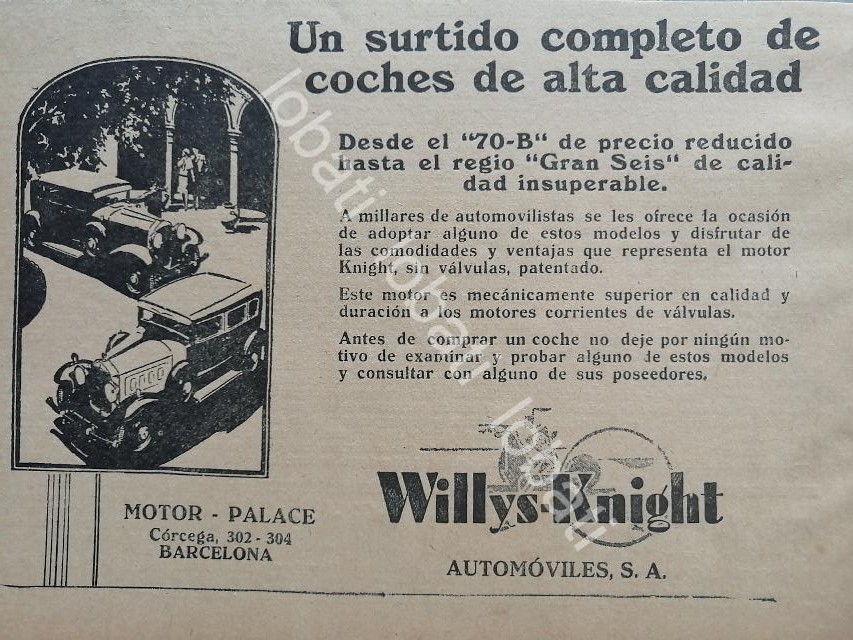 Un surtido completo de
coches de alta calidad
Desde el "70-B" de precio reducido
hasta el regio "Gran Seis" de cali-
dad insuperable.
A millares de automovilistas se les ofrece la ocasión
de adoptar alguno de estos modelos y disfrutar de
las comodidades y ventajas que representa el motor
Knight, sin válvulas, patentado.
Este motor es mecánicamente superior en calidad y
duración a los motores corrientes de válvulas.
Antes de comprar un coche no deje por ningún mo-
tivo de examinar y probar alguno de estos modelos
y consultar con alguno de sus poseedores.
Willys-Knight
AUTOMÓVILES, S. A.
MOTOR - PALACE
Córcega, 302 - 304
BARCELONA
lobati lobati lobati